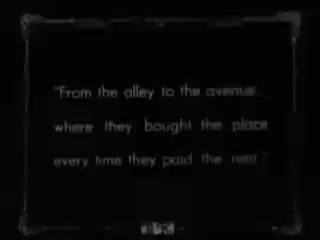 "From the alley to the avenue..
where they bought the place
every time they paid the rent."